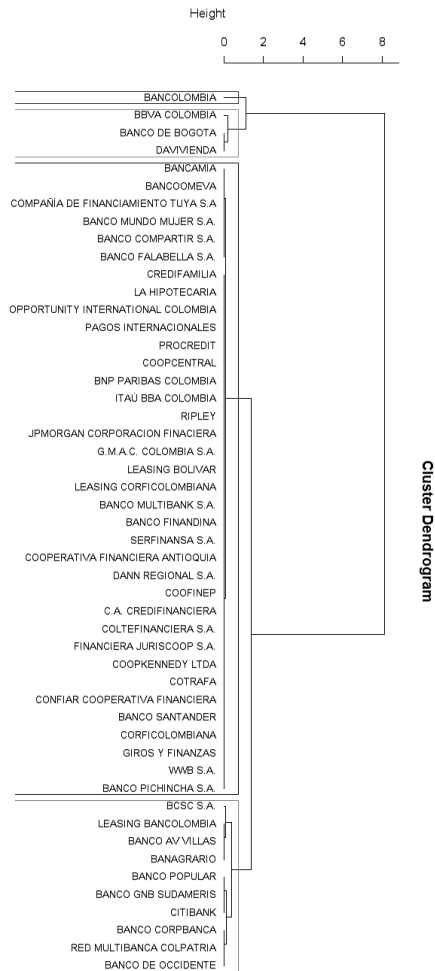 Height
0 2 4 6 8
BANCOLOMBIA
BBVA COLOMBIA
BANCO DE BOGOTA
DAVIVIENDA
BANCAMIA
BANCOOMEVA
COMPAÑÍA DE FINANCIAMIENTO TUYA S.A
BANCO MUNDO MUJER S.A.
BANCO COMPARTIR S.A.
BANCO FALABELLA S.A.
CREDIFAMILIA
LA HIPOTECARIA
OPPORTUNITY INTERNATIONAL COLOMBIA
PAGOS INTERNACIONALES
PROCREDIT
COOPCENTRAL
BNP PARIBAS COLOMBIA
ITAÚ BBA COLOMBIA
RIPLEY
JPMORGAN CORPORACION FINACIERA
G.M.A.C. COLOMBIA S.A.
LEASING BOLIVAR
LEASING CORFICOLOMBIANA
BANCO MULTIBANK S.A.
BANCO FINANDINA
SERFINANSA S.A.
COOPERATIVA FINANCIERA ANTIOQUIA
DANN REGIONAL S.A.
COOFINEP
C.A. CREDIFINANCIERA
COLTEFINANCIERA S.A.
FINANCIERA JURISCOOP S.A.
COOPKENNEDY LTDA
COTRAFA
CONFIAR COOPERATIVA FINANCIERA
BANCO SANTANDER
CORFICOLOMBIANA
GIROS Y FINANZAS
WWB S.A.
BANCO PICHINCHA S.A.
BCSC S.A.
LEASING BANCOLOMBIA
BANCO AV VILLAS
BANAGRARIO
BANCO POPULAR
BANCO GNB SUDAMERIS
CITIBANK
BANCO CORPBANCA
RED MULTIBANCA COLPATRIA
BANCO DE OCCIDENTE
Cluster Dendrogram